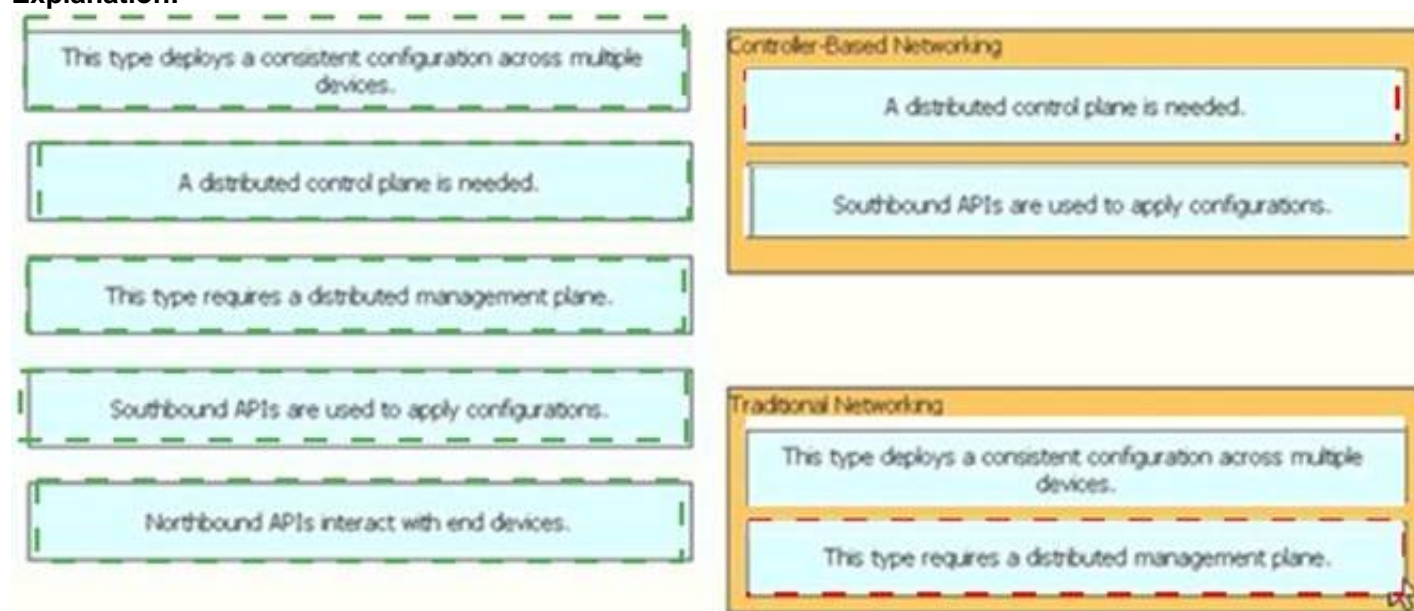 Explanation:
This type deploys a consistent configuration across multiple
devices.
A distributed control plane is needed.
This type requires a distributed management plane.
Southbound APIs are used to apply configurations.
Northbound APIs interact with end devices.
Controller-Based Networking
A distributed control plane is needed.
Southbound APIs are used to apply configurations.
Traditional Networking
This type deploys a consistent configuration across multiple
devices.
This type requires a distributed management plane.